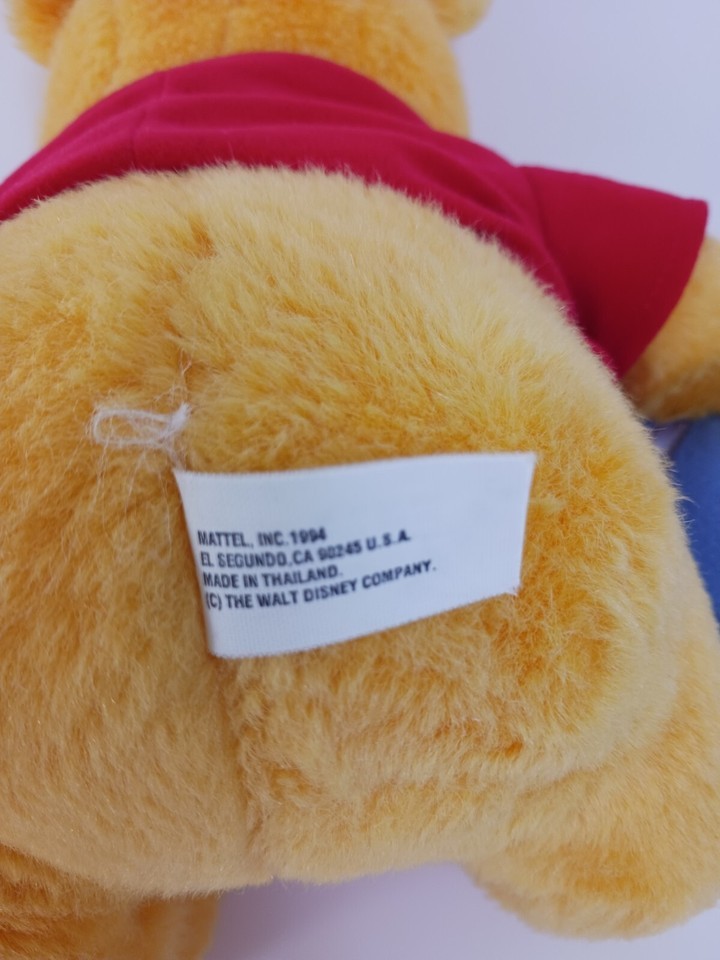 MATTEL, INC.1994
EL SEGUNDO,CA 90245 U.S.A.
MADE IN THAILAND.
(C) THE WALT DISNEY COMPANY.